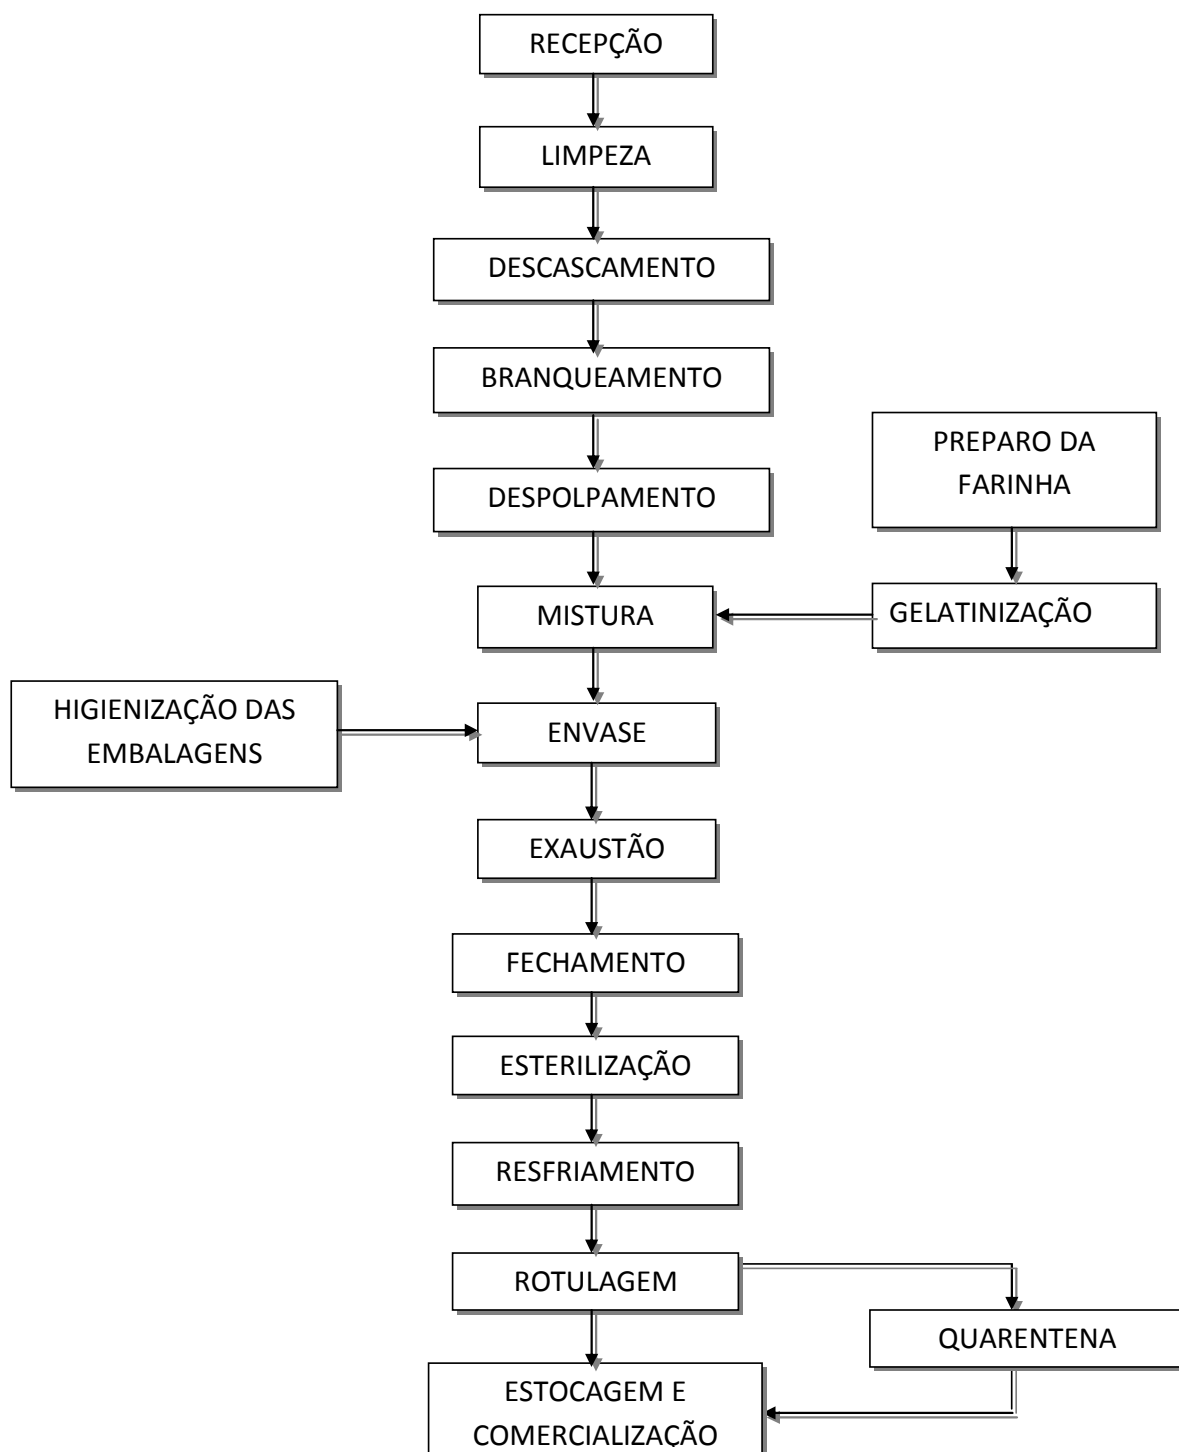 RECEPÇÃO
LIMPEZA
DESCASCAMENTO
BRANQUEAMENTO
PREPARO DA
FARINHA
DESPOLPAMENTO
MISTURA
GELATINIZAÇÃO
HIGIENIZAÇÃO DAS
EMBALAGENS
ENVASE
EXAUSTÃO
FECHAMENTO
ESTERILIZAÇÃO
RESFRIAMENTO
ROTULAGEM
QUARENTENA
ESTOCAGEM E
COMERCIALIZAÇÃO